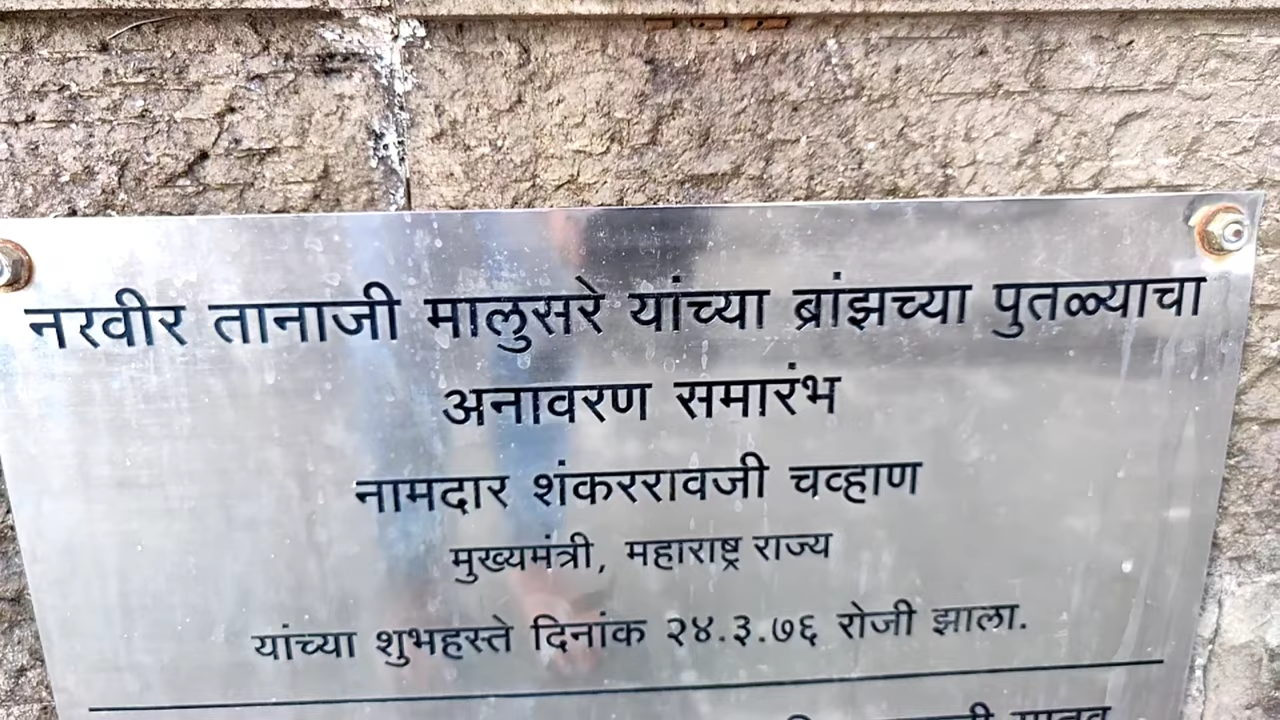 नरवीर तानाजी मालुसरे यांच्या ब्रांझच्या पुतळ्याचा
अनावरण समारंभ
नामदार शंकररावजी चव्हाण
मुख्यमंत्री, महाराष्ट्र राज्य
यांच्या शुभहस्ते दिनांक २४.३.७६ रोजी झाला.